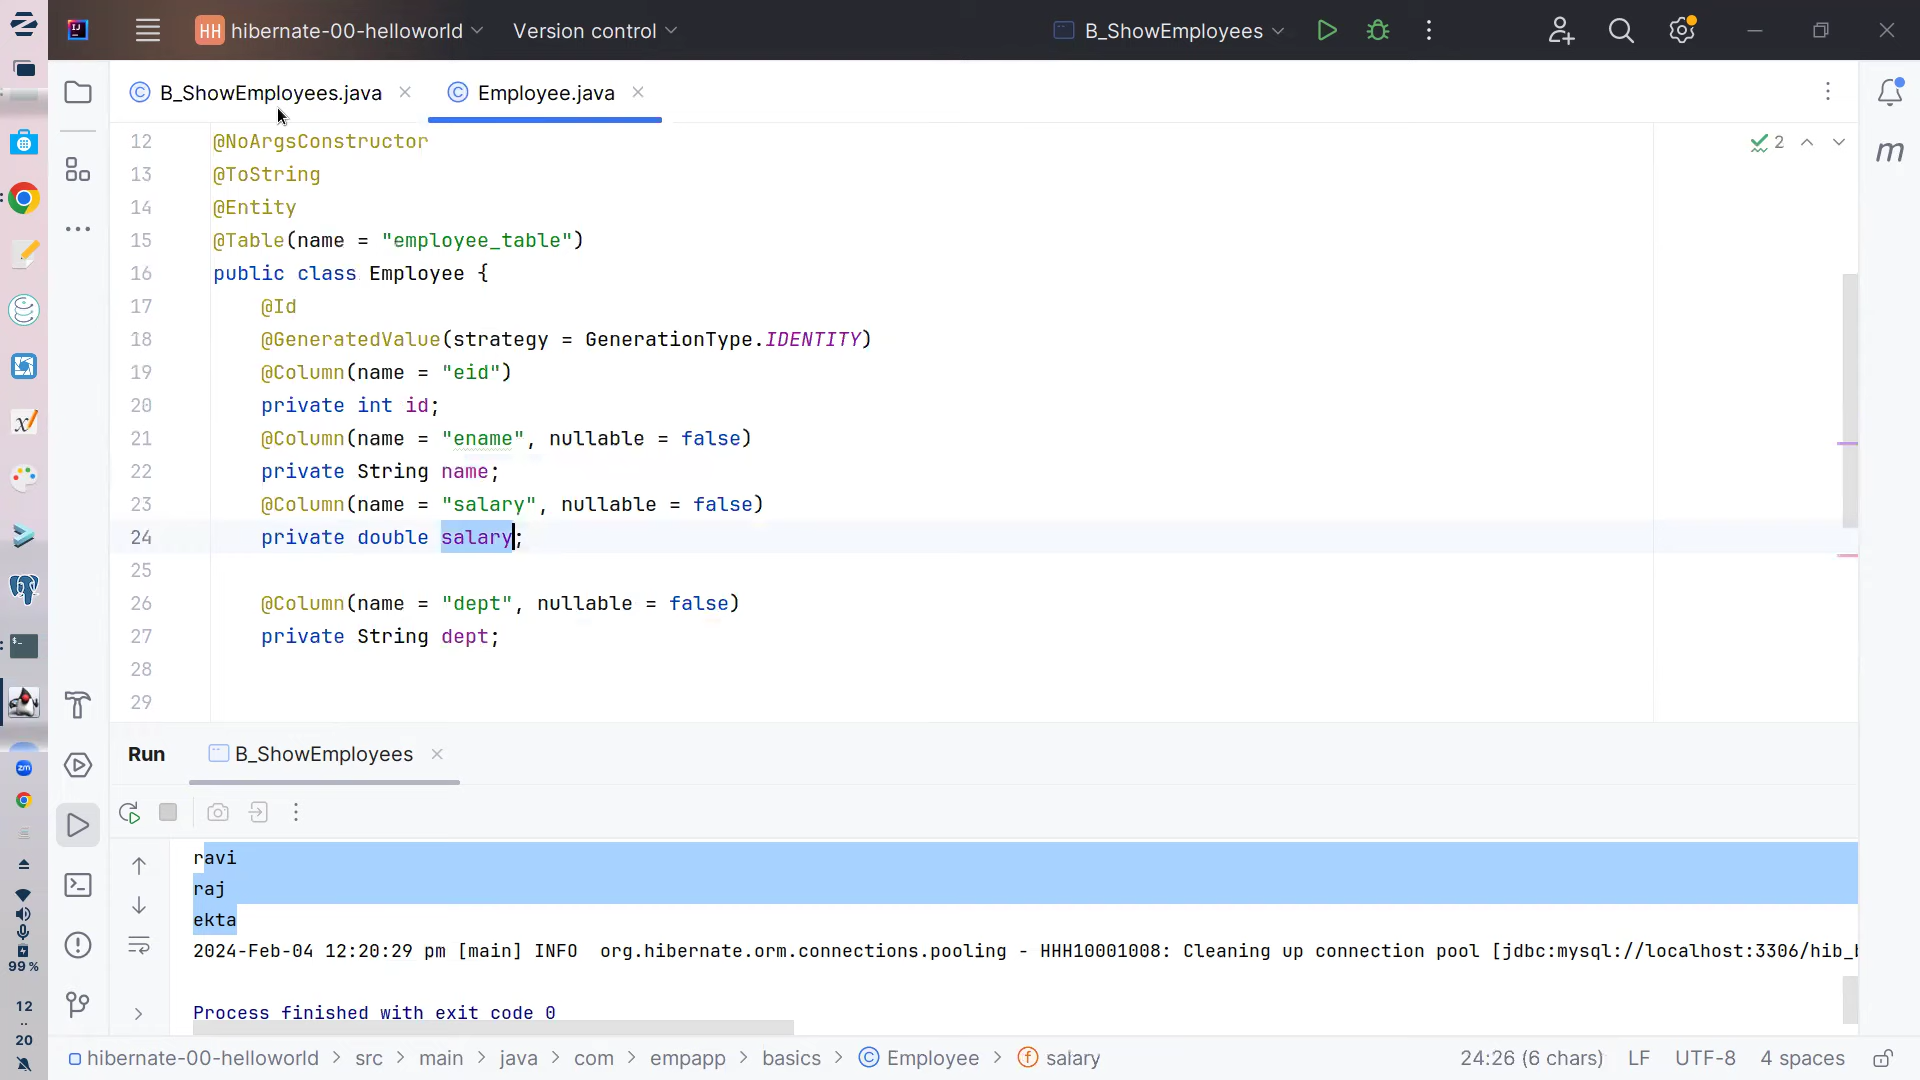 HH hibernate-00-helloworld Version control B_ShowEmployees
B_ShowEmployees.java Employee.java
12 @NoArgsConstructor
2
13 @ToString
14 @Entity
15 @Table(name = "employee_table")
16 public class Employee {
17 @Id
18 @GeneratedValue(strategy = GenerationType.IDENTITY)
19 @Column(name = "eid")
20 private int id;
21 @Column(name = "ename", nullable = false)
22 private String name;
23 @Column(name = "salary", nullable = false)
24 private double salary;
25
26 @Column(name = "dept", nullable = false)
27 private String dept;
28
29
Run B_ShowEmployees
ravi
raj
ekta
2024-Feb-04 12:20:29 pm [main] INFO org.hibernate.orm.connections.pooling - HHH10001008: Cleaning up connection pool [jdbc:mysql://localhost:3306/hib_
Process finished with exit code 0
hibernate-00-helloworld > src > main > java > com > empapp > basics > Employee > salary
24:26 (6 chars) LF UTF-8 4 spaces
m
zm
99 %
12
..
20